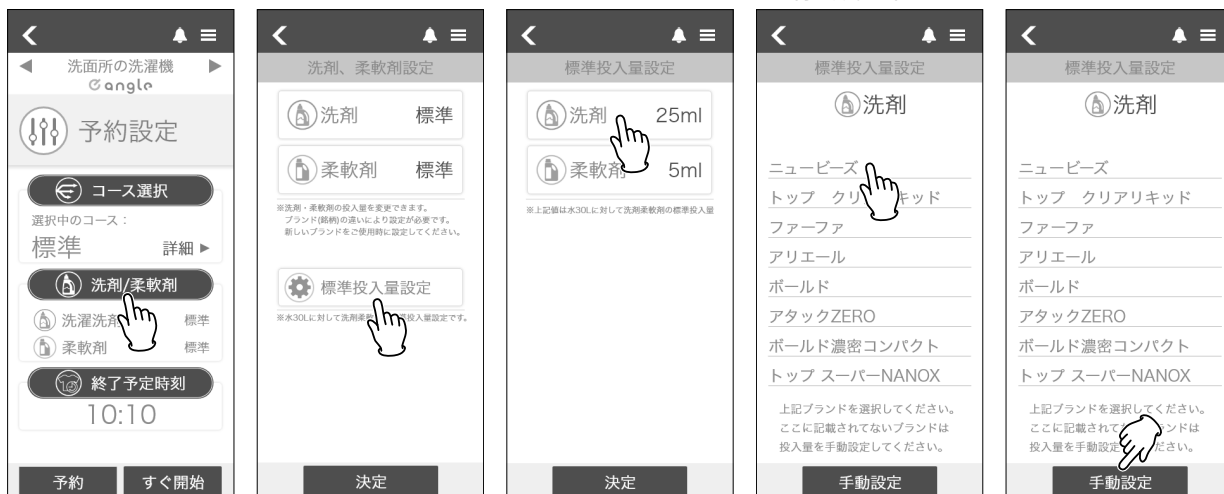 洗面所の洗濯機
angle
予約設定
コース選択
選択中のコース：
標準 詳細
洗剤/柔軟剤
洗濯洗剤 標準
柔軟剤 標準
終了予定時刻
10:10
予約 すぐ開始
洗剤、柔軟剤設定
洗剤 標準
柔軟剤 標準
※洗剤・柔軟剤の投入量を変更できます。
ブランド(銘柄)の違いにより設定が必要です。
新しいブランドをご使用時に設定してください。
標準投入量設定
※水30Lに対して洗剤柔軟 投入量設定です。
決定
標準投入量設定
洗剤 25ml
柔軟剤 5ml
※上記値は水30Lに対して洗剤柔軟剤の標準投入量
決定
標準投入量設定
洗剤
ニュービーズ
トップ クリ キッド
ファーファ
アリエール
ボールド
アタックZERO
ボールド濃密コンパクト
トップ スーパーNANOX
上記ブランドを選択してください。
ここに記載されてないブランドは
投入量を手動設定してください。
手動設定
標準投入量設定
洗剤
ニュービーズ
トップ クリアリキッド
ファーファ
アリエール
ボールド
アタックZERO
ボールド濃密コンパクト
トップ スーパーNANOX
上記ブランドを選択してください。
ここに記載されて ランドは
投入量を手動設定 ださい。
手動設定